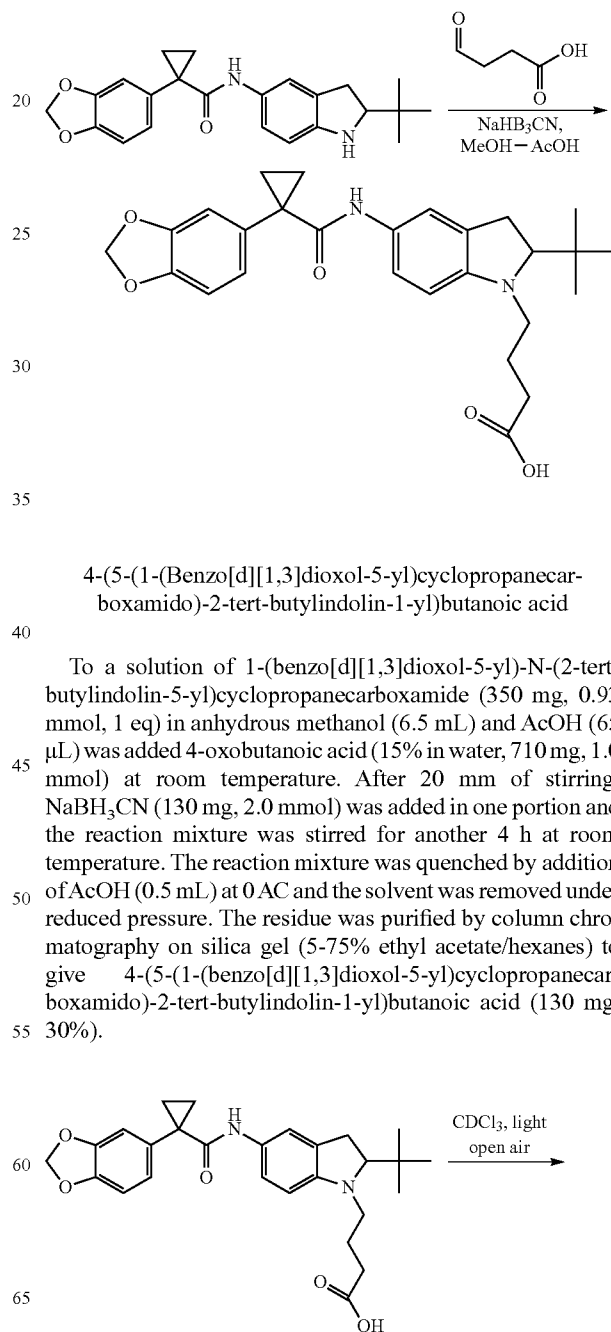 O
OH
O
20
O
O
H
N
O
N
H
NaHB₃CN,
MeOH—AcOH
25
O
O
H
N
O
N
30
O
OH
35
4-(5-(1-(Benzo[d][1,3]dioxol-5-yl)cyclopropanecar-
boxamido)-2-tert-butylindolin-1-yl)butanoic acid
40
To a solution of 1-(benzo[d][1,3]dioxol-5-yl)-N-(2-tert
butylindolin-5-yl)cyclopropanecarboxamide (350 mg,
mmol, 1 eq) in anhydrous methanol (6.5 mL) and AcOH
45 μL) was added 4-oxobutanoic acid (15% in water, 710 mg,
mmol) at room temperature. After 20 mm of stirring
NaBH₃CN (130 mg, 2.0 mmol) was added in one portion and
the reaction mixture was stirred for another 4 h at room
temperature. The reaction mixture was quenched by addition
50 of AcOH (0.5 mL) at 0 AC and the solvent was removed unde
reduced pressure. The residue was purified by column chro
matography on silica gel (5-75% ethyl acetate/hexanes) to
give 4-(5-(1-(benzo[d][1,3]dioxol-5-yl)cyclopropanecar
boxamido)-2-tert-butylindolin-1-yl)butanoic acid (130 mg
55 30%).
60
O
O
H
N
O
N
CDCl₃, light
open air
65
O
OH